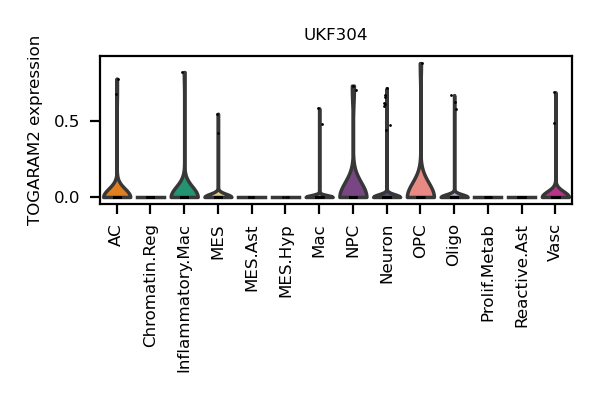 UKF304
TOGARAM2 expression
0.5
0.0
AC
Chromatin.Reg
Inflammatory.Mac
MES
MES.Ast
MES.Hyp
Mac
NPC
Neuron
OPC
Oligo
Prolif.Metab
Reactive.Ast
Vasc